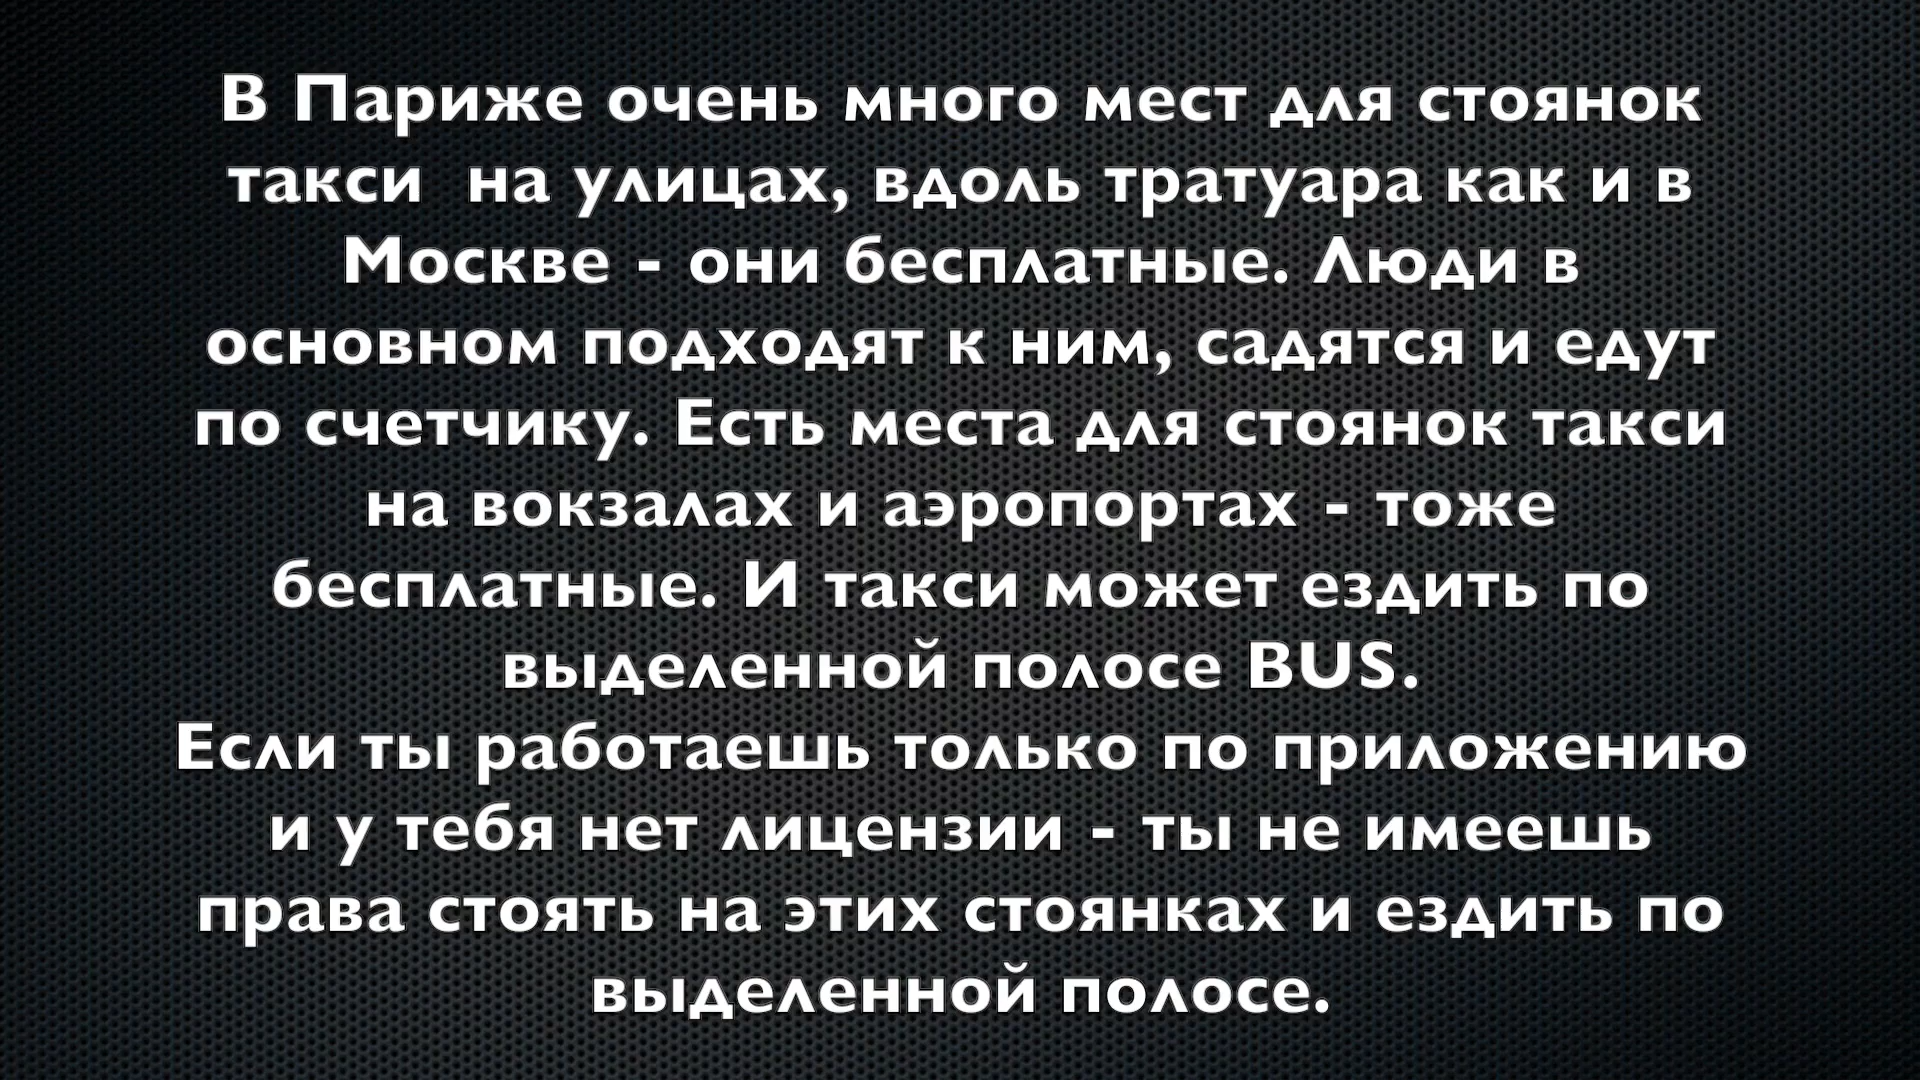 В Париже очень много мест для стоянок
такси  на улицах, вдоль тратуара как и в
Москве - они бесплатные. Люди в
основном подходят к ним, садятся и едут
по счетчику. Есть места для стоянок такси
на вокзалах и аэропортах - тоже
бесплатные. И такси может ездить по
выделенной полосе BUS.
Если ты работаешь только по приложению
и у тебя нет лицензии - ты не имеешь
права стоять на этих стоянках и ездить по
выделенной полосе.